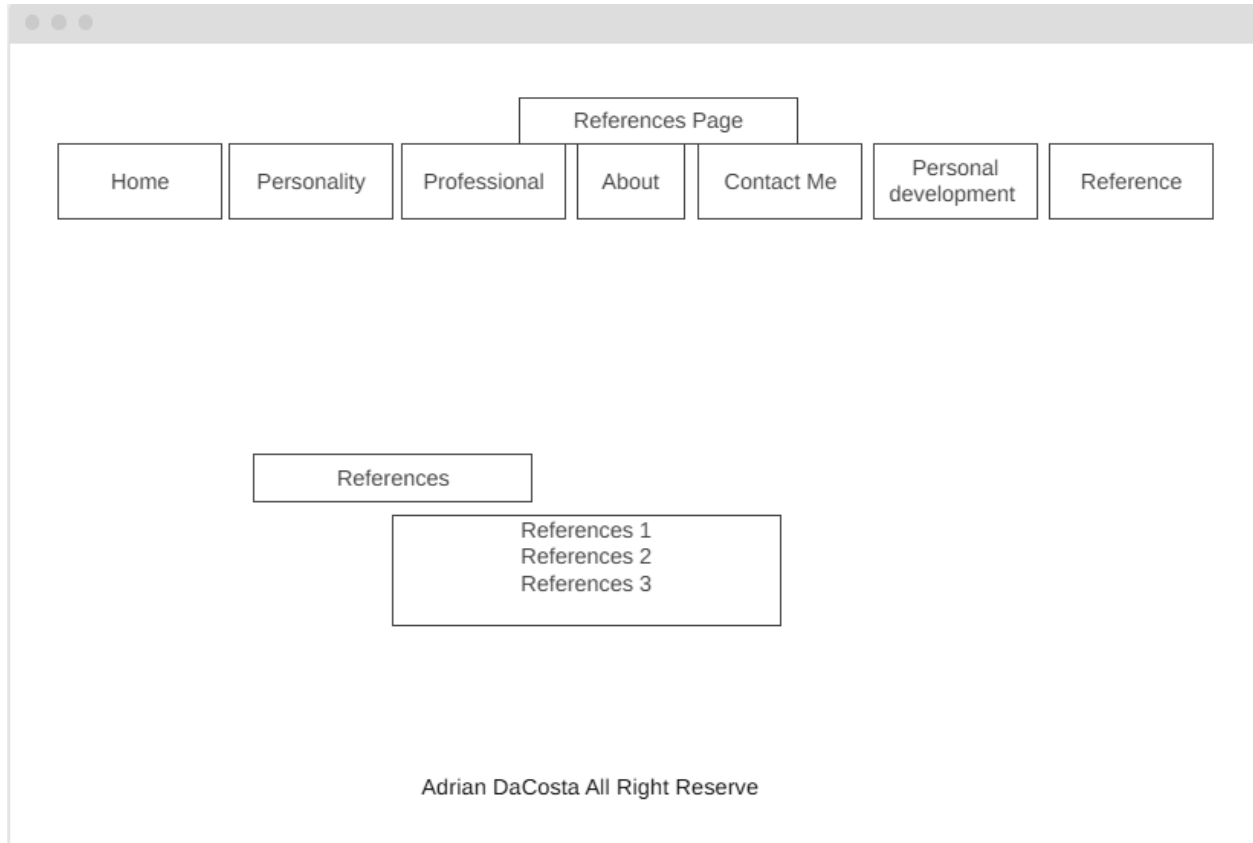 References Page
Home
Personality
Professional
About
Contact Me
Personal
development
Reference
References
References 1
References 2
References 3
Adrian DaCosta All Right Reserve